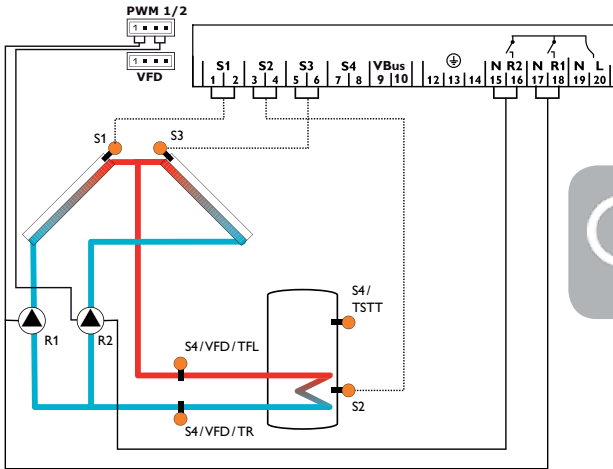 PWM 1/2
1
VFD
1
S1 S2 S3 S4 VBus N R2 N R1 N L
1 2 3 4 5 6 7 8 9 10 12 13 14 15 16 17 18 19 20
S1 S3
S4/
TSTT
R1 R2
S4/VFD/TFL
S2
S4/VFD/TR